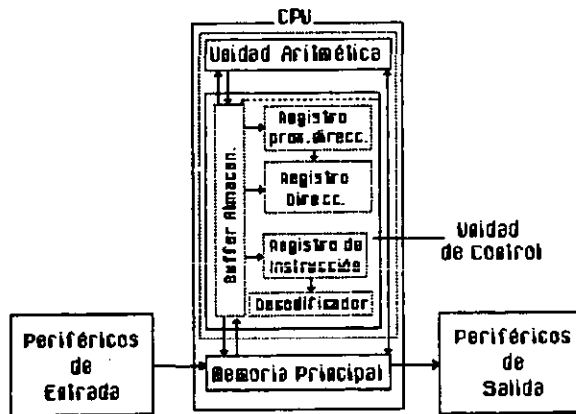 CPU
Unidad Aritmética
Registro
prox.direcc.
Registro
Direcc.
Buffer Almacen.
Registro de
Instrucción
Decodificador
Unidad
de Control
Periféricos
de
Entrada
Memoria Principal
Periféricos
de
Salida